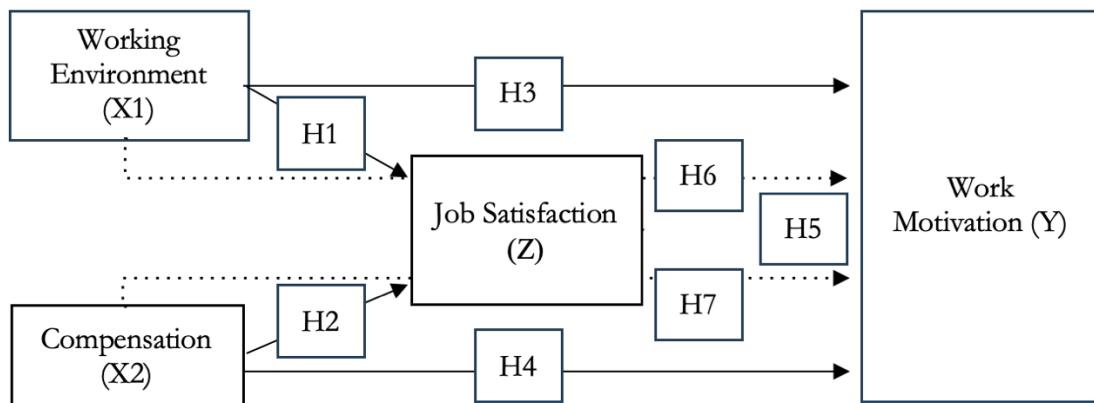 Working
Environment
(X1)
H3
H1
H6
Job Satisfaction
(Z)
H5
Work
Motivation (Y)
H7
H2
Compensation
(X2)
H4